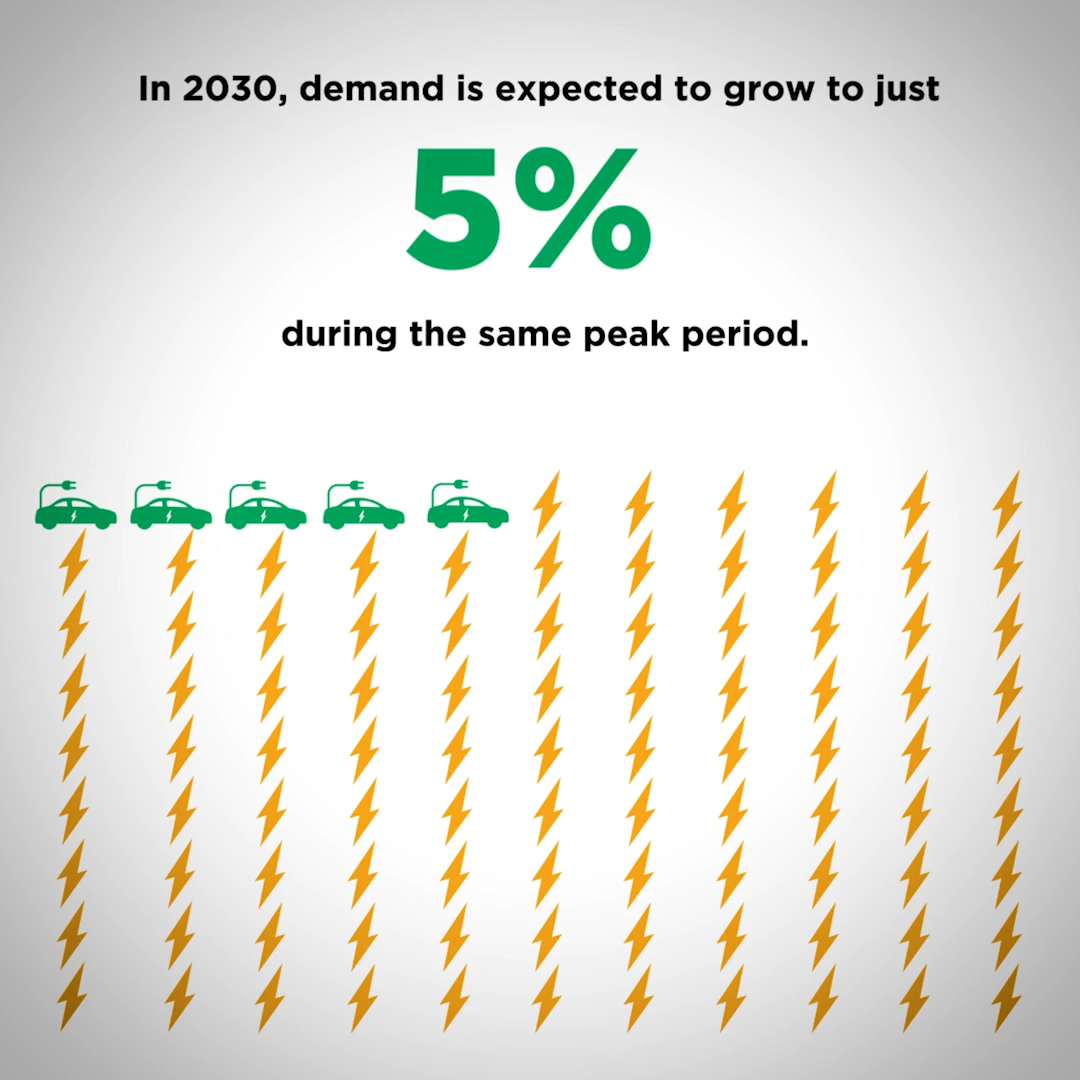 In 2030, demand is expected to grow to just
5%
during the same peak period.